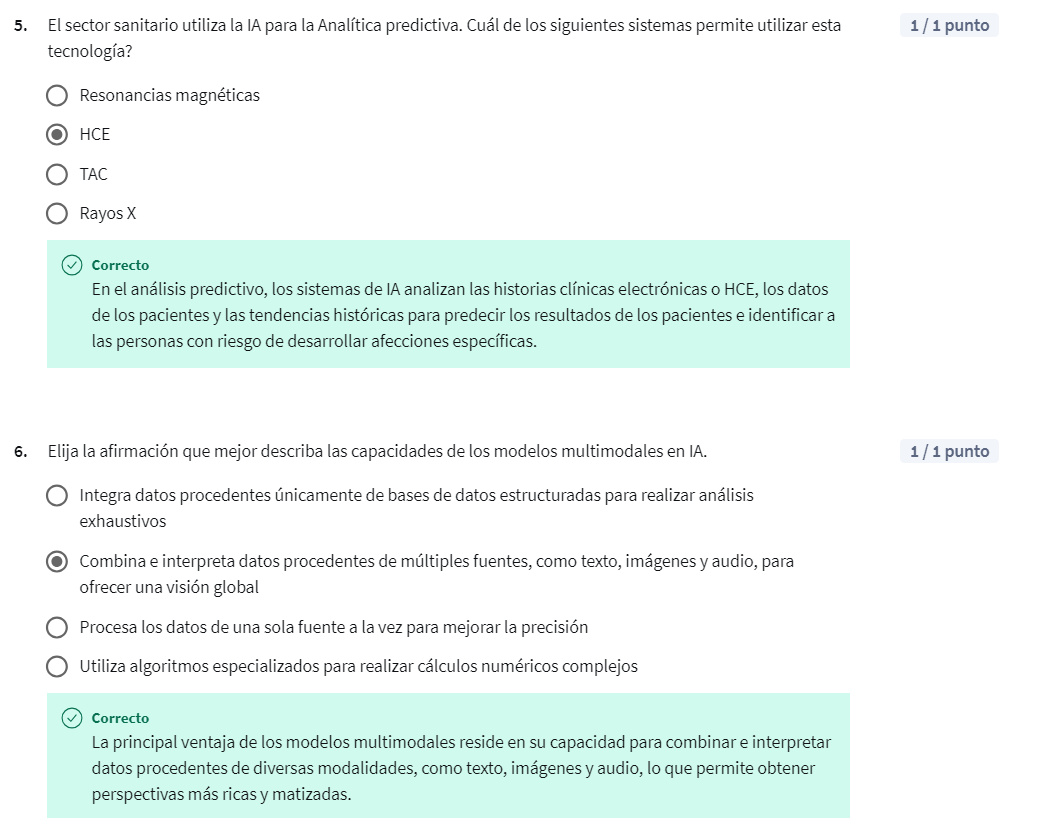 5. El sector sanitario utiliza la IA para la Analítica predictiva. Cuál de los siguientes sistemas permite utilizar esta
1 / 1 punto
tecnología?
Resonancias magnéticas
HCE
TAC
Rayos X
Correcto
En el análisis predictivo, los sistemas de IA analizan las historias clínicas electrónicas o HCE, los datos
de los pacientes y las tendencias históricas para predecir los resultados de los pacientes e identificar a
las personas con riesgo de desarrollar afecciones específicas.
6. Elija la afirmación que mejor describa las capacidades de los modelos multimodales en IA.
1 / 1 punto
Integra datos procedentes únicamente de bases de datos estructuradas para realizar análisis
exhaustivos
Combina e interpreta datos procedentes de múltiples fuentes, como texto, imágenes y audio, para
ofrecer una visión global
Procesa los datos de una sola fuente a la vez para mejorar la precisión
Utiliza algoritmos especializados para realizar cálculos numéricos complejos
Correcto
La principal ventaja de los modelos multimodales reside en su capacidad para combinar e interpretar
datos procedentes de diversas modalidades, como texto, imágenes y audio, lo que permite obtener
perspectivas más ricas y matizadas.